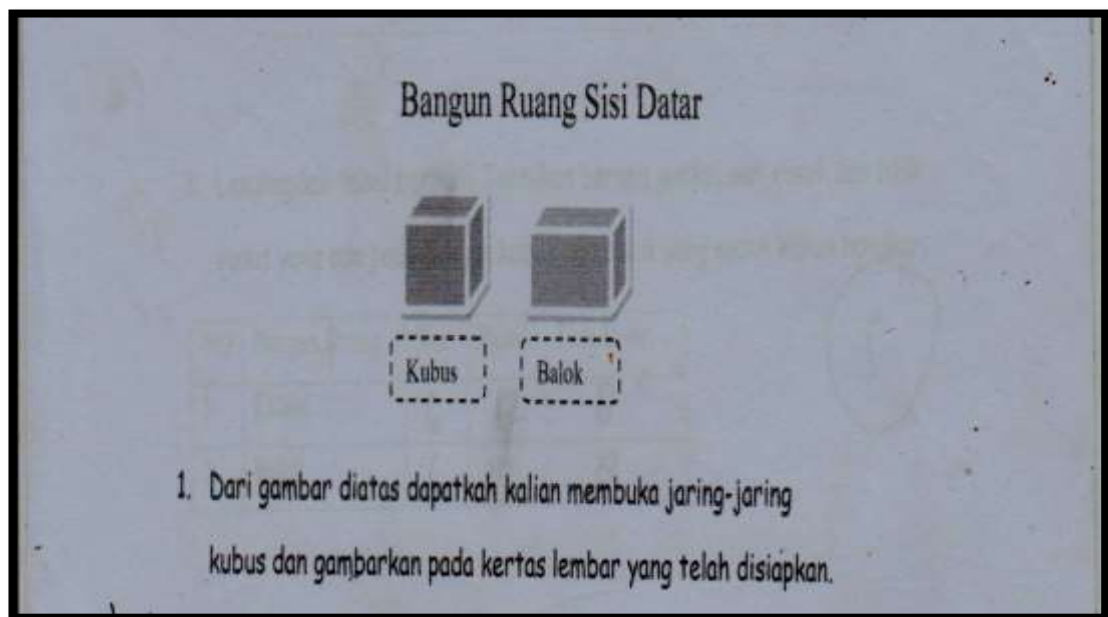 Bangun Ruang Sisi Datar
Kubus
Balok
1. Dari gambar diatas dapatkah kalian membuka jaring-jaring
kubus dan gambarkan pada kertas lembar yang telah disiapkan.